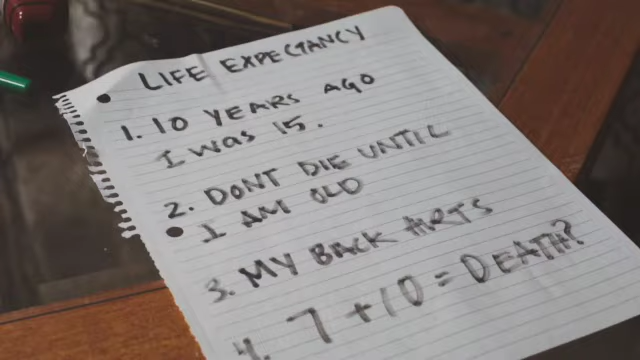 LIFE EXPECTANCY
1. 10 YEARS AGO
I WAS 15.
2. DONT DIE UNTIL
I AM OLD
3. MY BACK HURTS
4. 7+10=DEATH?